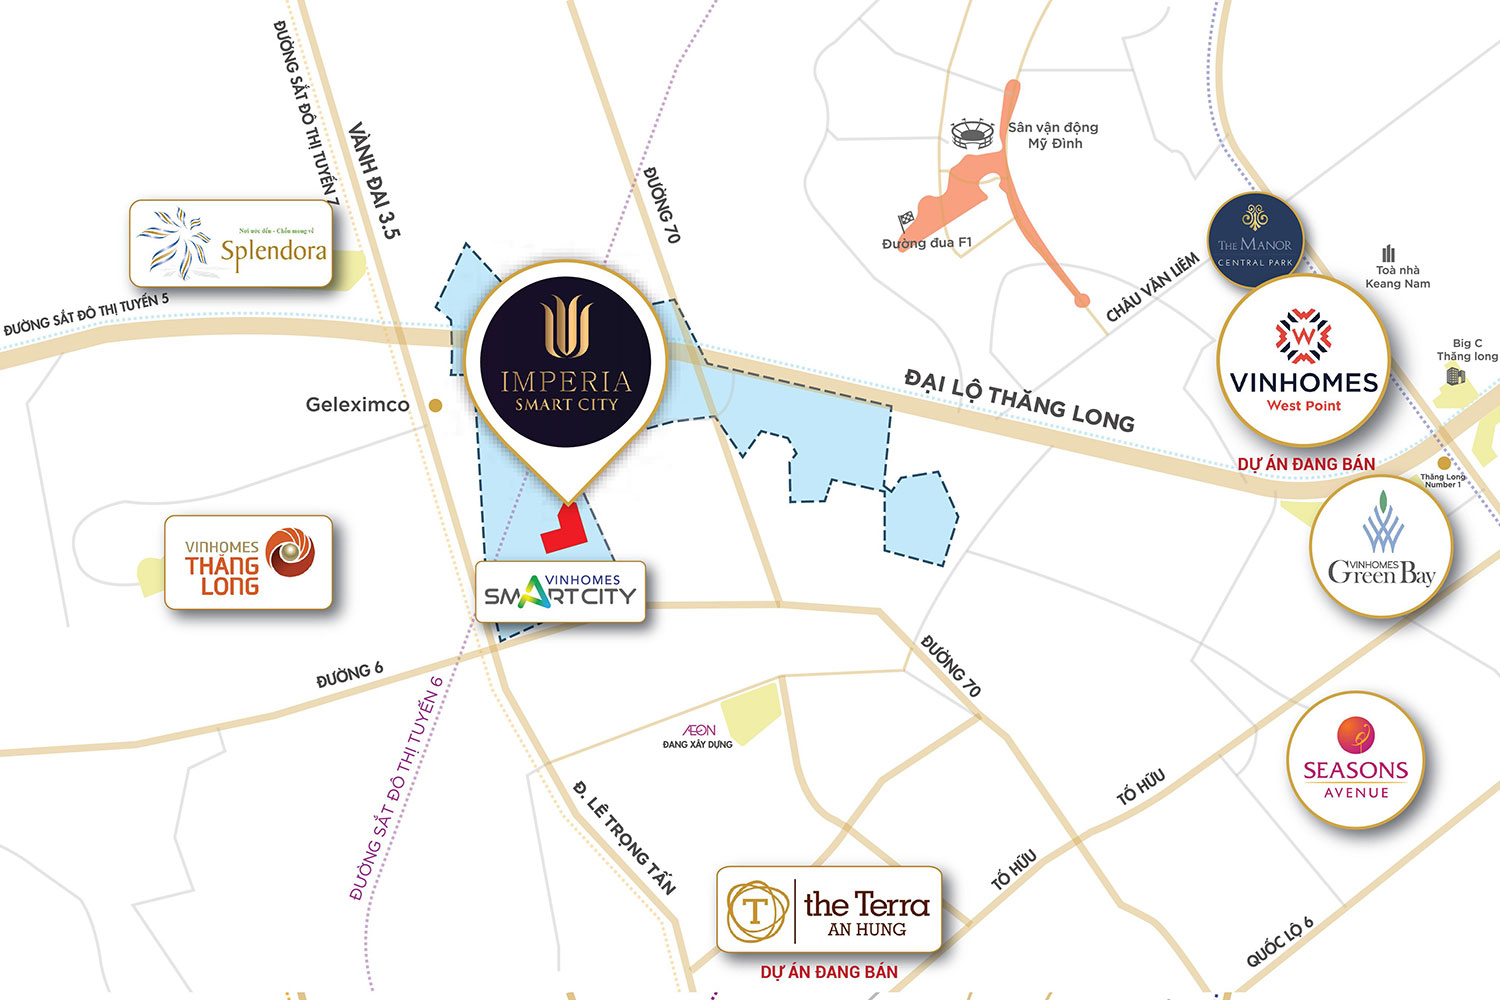 ĐƯỜNG SẮT ĐÔ THỊ TUYẾN 7
VÀNH ĐAI 3.5
ĐƯỜNG 70
Sân vận động
Mỹ Đình
Đường đua F1
CHÂU VĂN LIÊM
THE MANOR
CENTRAL PARK
Toà nhà
Keang Nam
Nơi ước đến - Chốn mong về
Splendora
ĐƯỜNG SẮT ĐÔ THỊ TUYẾN 5
IMPERIA
SMART CITY
Geleximco
ĐẠI LỘ THĂNG LONG
W
VINHOMES
West Point
DỰ ÁN ĐANG BÁN
Big C
Thăng long
Thăng Long
Number 1
VINHOMES
THĂNG
LONG
VINHOMES
SMARTCITY
VINHOMES
Green Bay
ĐƯỜNG 6
ĐƯỜNG 70
ĐƯỜNG SẮT ĐÔ THỊ TUYẾN 6
ÆON
ĐANG XÂY DỰNG
SEASONS
AVENUE
TỐ HỮU
Đ. LÊ TRỌNG TẤN
TỐ HỮU
T
the Terra
AN HUNG
DỰ ÁN ĐANG BÁN
QUỐC LỘ 6